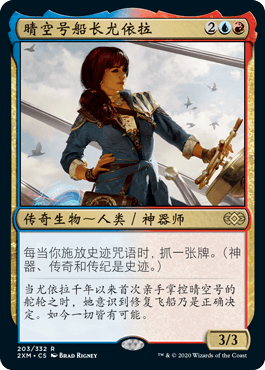 晴空号船长尤依拉 2
传奇生物～人类／神器师
每当你施放史迹咒语时，抓一张牌。（神
器、传奇和传纪是史迹。）
当尤依拉千年以来首次亲手掌控晴空号的
舵轮之时，她意识到修复飞船乃是正确决
定。如今一切皆有可能。
3/3
203/332 R
2XM • CS BRAD RIGNEY
™ & © 2020 Wizards of the Coast